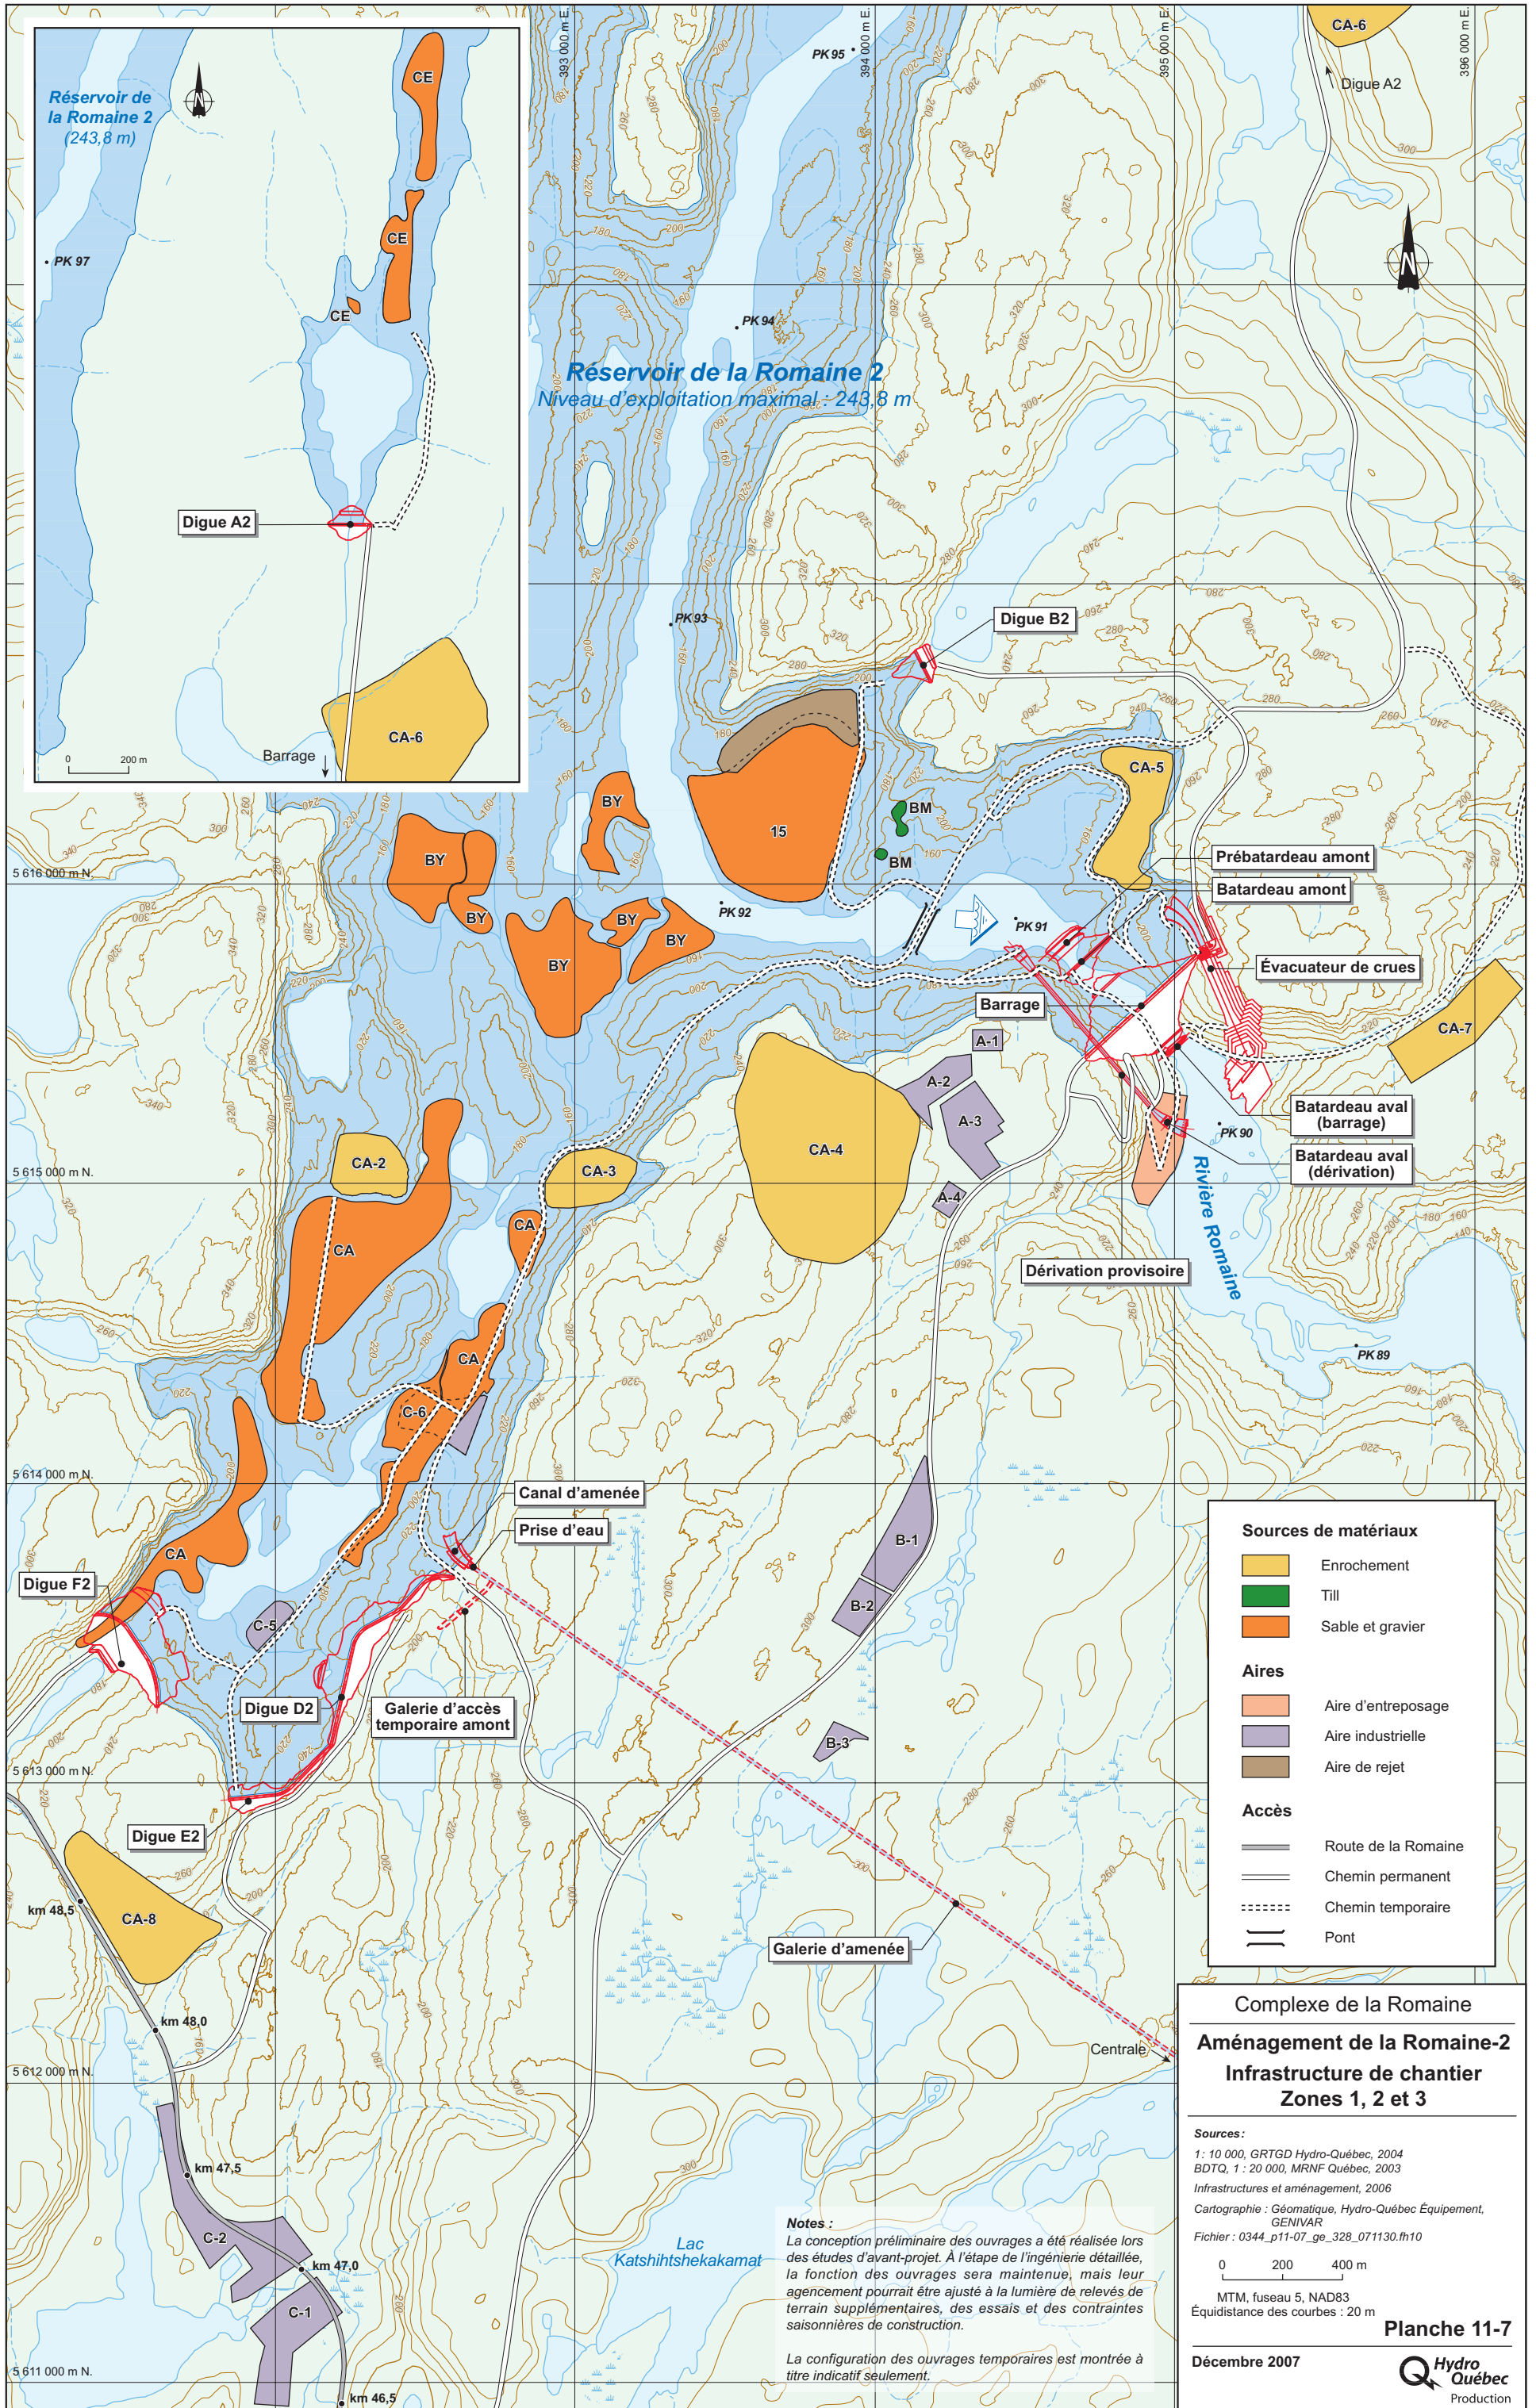 Réservoir de
la Romaine 2
(243,8 m)
N
CE
CE
CE
PK 97
Digue A2
CA-6
Barrage
0 200 m
393 000 m E.
394 000 m E.
395 000 m E.
396 000 m E.
PK 95
CA-6
Digue A2
N
PK 94
Réservoir de la Romaine 2
Niveau d'exploitation maximal : 243,8 m
PK 93
Digue B2
15
BY
BY
BY
BY
BY
BY
BM
BM
CA-5
5 616 000 m N.
Prébatardeau amont
Batardeau amont
PK 92
PK 91
Évacuateur de crues
Barrage
CA-7
A-1
A-2
A-3
A-4
CA-4
CA-2
CA-3
Batardeau aval
(barrage)
PK 90
Batardeau aval
(dérivation)
5 615 000 m N.
Rivière Romaine
Dérivation provisoire
CA
CA
CA
C-6
PK 89
5 614 000 m N.
Canal d'amenée
Prise d'eau
CA
Digue F2
C-5
B-1
B-2
B-3
Digue D2
Galerie d'accès
temporaire amont
5 613 000 m N.
Digue E2
CA-8
km 48,5
km 48,0
Galerie d'amenée
Centrale
5 612 000 m N.
km 47,5
C-2
km 47,0
C-1
5 611 000 m N.
km 46,5
Lac
Katshihtshekakamat
Sources de matériaux
Enrochement
Till
Sable et gravier
Aires
Aire d'entreposage
Aire industrielle
Aire de rejet
Accès
Route de la Romaine
Chemin permanent
Chemin temporaire
Pont
Notes :
La conception préliminaire des ouvrages a été réalisée lors
des études d'avant-projet. À l'étape de l'ingénierie détaillée,
la fonction des ouvrages sera maintenue, mais leur
agencement pourrait être ajusté à la lumière de relevés de
terrain supplémentaires, des essais et des contraintes
saisonnières de construction.
La configuration des ouvrages temporaires est montrée à
titre indicatif seulement.
Complexe de la Romaine
Aménagement de la Romaine-2
Infrastructure de chantier
Zones 1, 2 et 3
Sources :
1 : 10 000, GRTGD Hydro-Québec, 2004
BDTQ, 1 : 20 000, MRNF Québec, 2003
Infrastructures et aménagement, 2006
Cartographie : Géomatique, Hydro-Québec Équipement,
GENIVAR
Fichier : 0344_p11-07_ge_328_071130.fh10
0 200 400 m
MTM, fuseau 5, NAD83
Équidistance des courbes : 20 m
Planche 11-7
Décembre 2007
Hydro
Québec
Production